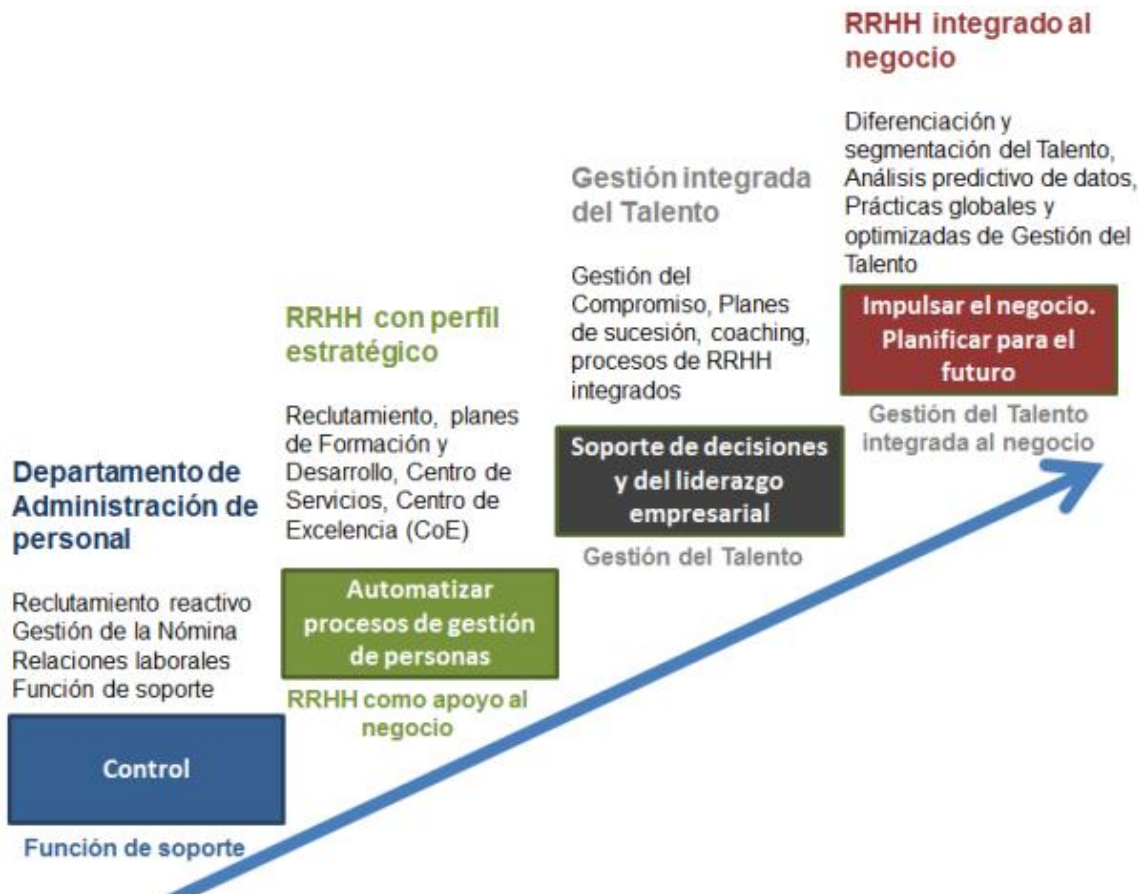 RRHH integrado al
negocio
Diferenciación y
segmentación del Talento,
Análisis predictivo de datos,
Prácticas globales y
optimizadas de Gestión del
Talento
Impulsar el negocio.
Planificar para el
futuro
Gestión del Talento
integrada al negocio
Gestión integrada
del Talento
Gestión del
Compromiso, Planes
de sucesión, coaching,
procesos de RRHH
integrados
Soporte de decisiones
y del liderazgo
empresarial
Gestión del Talento
RRHH con perfil
estratégico
Reclutamiento, planes
de Formación y
Desarrollo, Centro de
Servicios, Centro de
Excelencia (CoE)
Automatizar
procesos de gestión
de personas
RRHH como apoyo al
negocio
Departamento de
Administración de
personal
Reclutamiento reactivo
Gestión de la Nómina
Relaciones laborales
Función de soporte
Control
Función de soporte